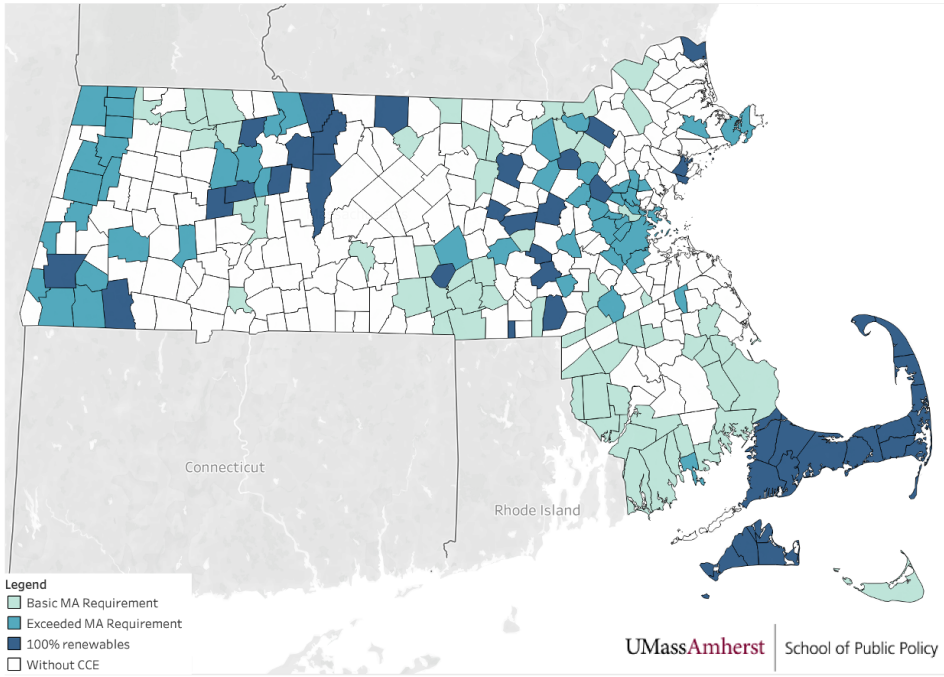 Connecticut
Rhode Island
Legend
Basic MA Requirement
Exceeded MA Requirement
100% renewables
Without CCE
UMassAmherst
School of Public Policy